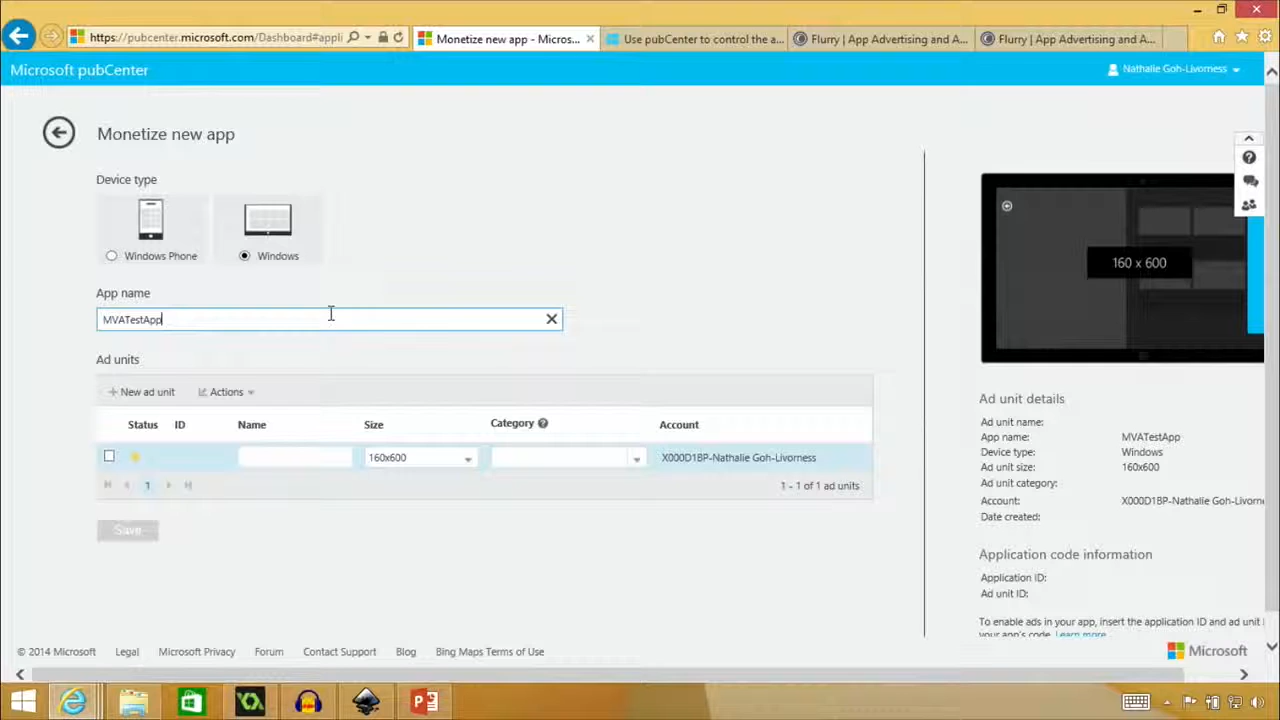 https://pubcenter.microsoft.com/Dashboard#appli
Monetize new app - Micros...
Use pubCenter to control the a...
Flurry | App Advertising and A...
Flurry | App Advertising and A...
Microsoft pubCenter
Nathalie Goh-Livorness
Monetize new app
Device type
Windows Phone
Windows
App name
MVATestApp
160 x 600
Ad units
New ad unit
Actions
Status
ID
Name
Size
Category
Account
160x600
X000D1BP-Nathalie Goh-Livorness
1
1 - 1 of 1 ad units
Save
Ad unit details
Ad unit name:
App name:
MVATestApp
Device type:
Windows
Ad unit size:
160x600
Ad unit category:
Account:
X000D1BP-Nathalie Goh-Livorne
Date created:
Application code information
Application ID:
Ad unit ID:
To enable ads in your app, insert the application ID and ad unit
your app's code. Learn more
© 2014 Microsoft
Legal
Microsoft Privacy
Forum
Contact Support
Blog
Bing Maps Terms of Use
Microsoft